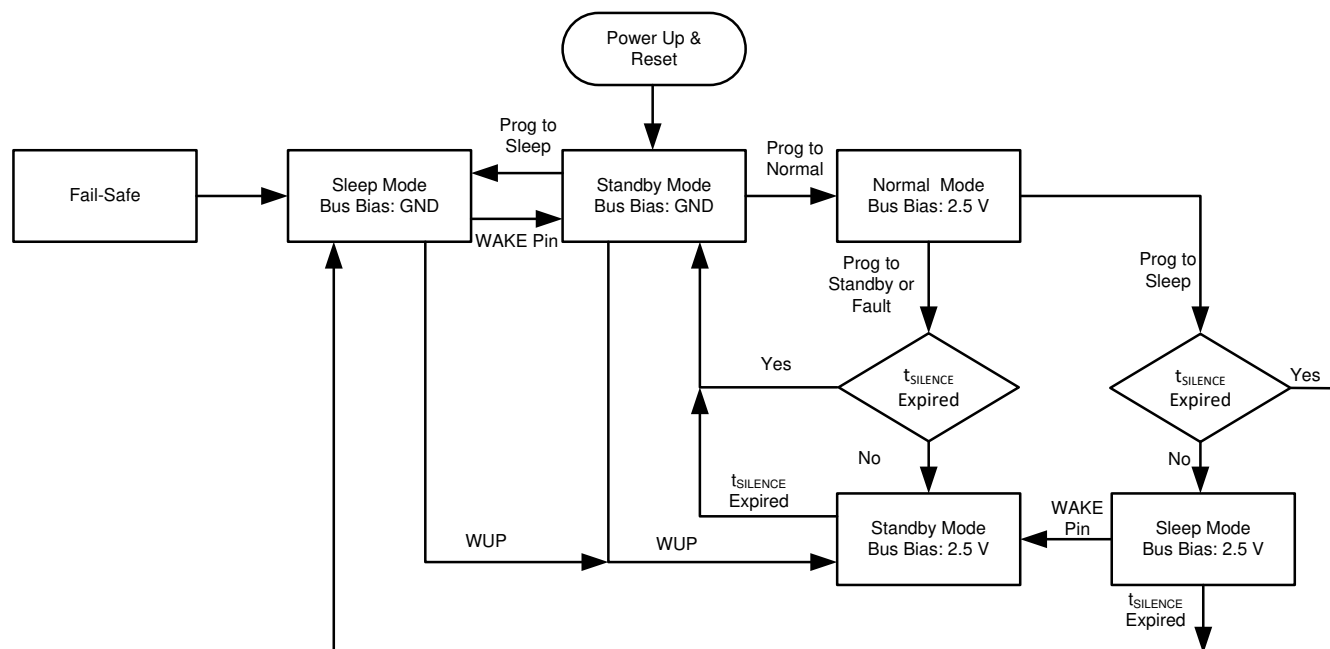 Power Up &
Reset
Prog to
Sleep
Prog to
Normal
Fail-Safe
Sleep Mode
Bus Bias: GND
Standby Mode
Bus Bias: GND
Normal Mode
Bus Bias: 2.5 V
WAKE Pin
Prog to
Standby or
Fault
Prog to
Sleep
Yes
tSILENCE
Expired
tSILENCE
Expired
Yes
No
No
tSILENCE
Expired
WAKE
Pin
Standby Mode
Bus Bias: 2.5 V
Sleep Mode
Bus Bias: 2.5 V
WUP
WUP
tSILENCE
Expired